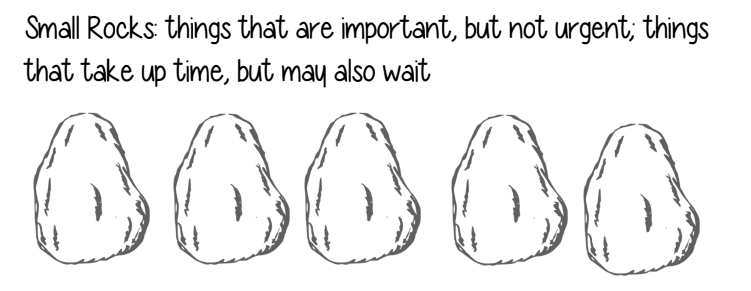 Small Rocks: things that are important, but not urgent; things
that take up time, but may also wait